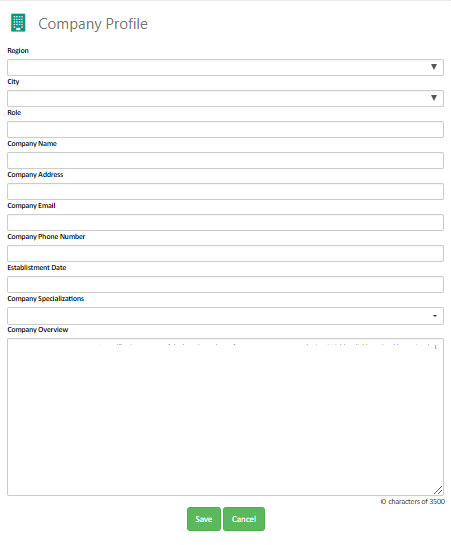 Company Profile
Region
City
Role
Company Name
Company Address
Company Email
Company Phone Number
Establistment Date
Company Specializations
Company Overview
0 characters of 3500
Save
Cancel